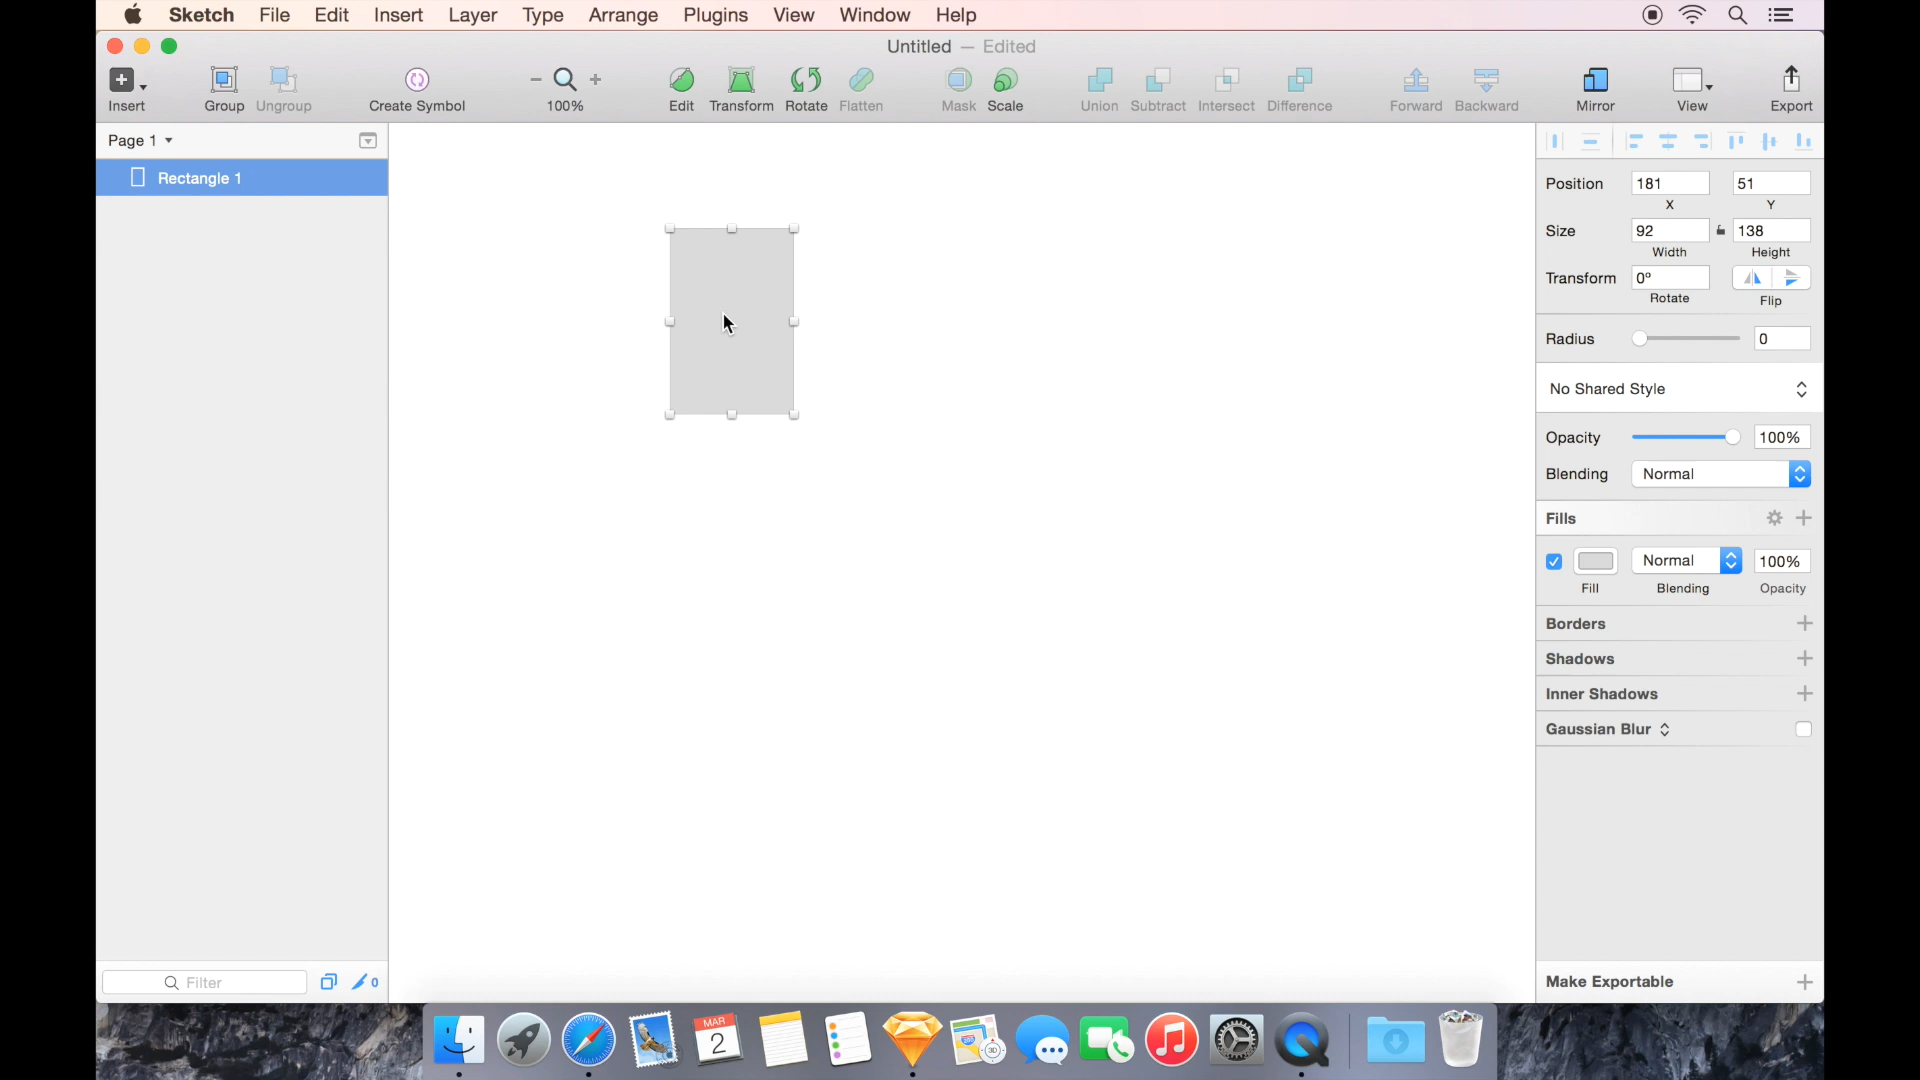 Sketch File Edit Insert Layer Type Arrange Plugins View Window Help
Untitled — Edited
Insert Group Ungroup Create Symbol 100% Edit Transform Rotate Flatten Mask Scale Union Subtract Intersect Difference Forward Backward Mirror View Export
Page 1
Rectangle 1
Position 181 51
X Y
Size 92 138
Width Height
Transform 0º
Rotate Flip
Radius 0
No Shared Style
Opacity 100%
Blending Normal
Fills
Normal 100%
Fill Blending Opacity
Borders
Shadows
Inner Shadows
Gaussian Blur
Filter 0
Make Exportable
MAR
2
3D